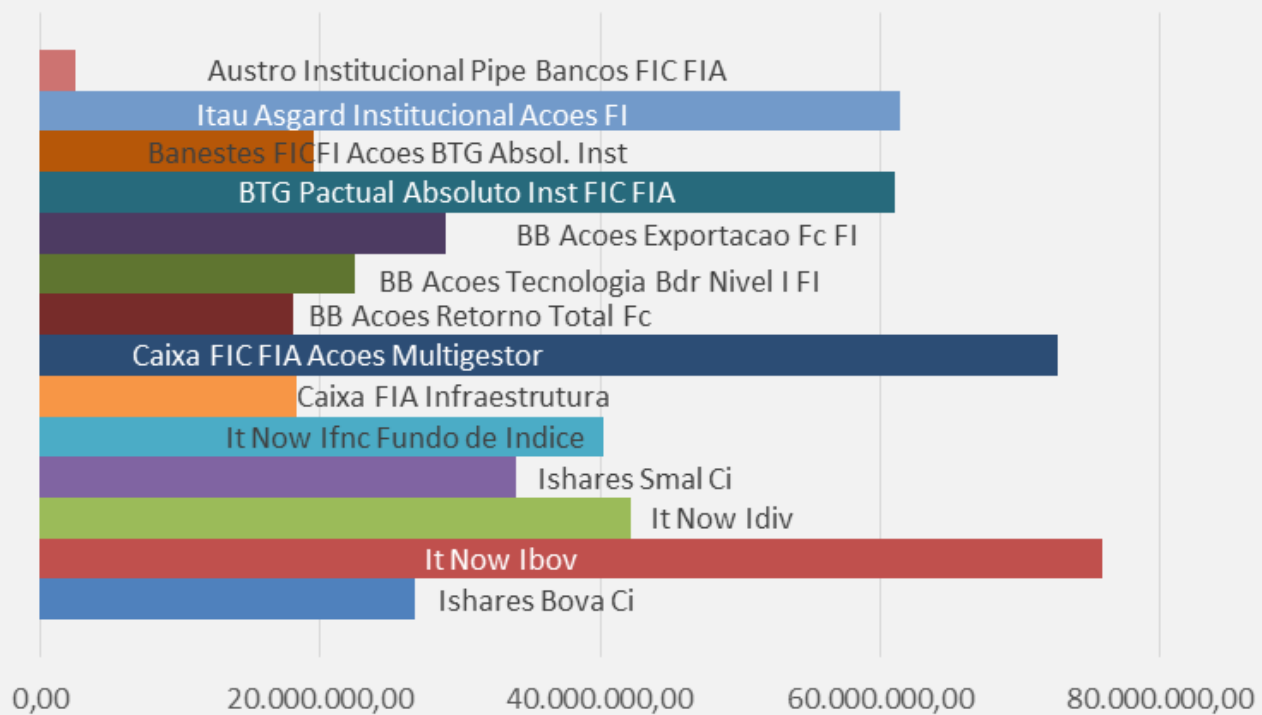 Austro Institucional Pipe Bancos FIC FIA
Itau Asgard Institucional Acoes FI
Banestes FICFI Acoes BTG Absol. Inst
BTG Pactual Absoluto Inst FIC FIA
BB Acoes Exportacao Fc FI
BB Acoes Tecnologia Bdr Nivel I FI
BB Acoes Retorno Total Fc
Caixa FIC FIA Acoes Multigestor
Caixa FIA Infraestrutura
It Now Ifnc Fundo de Indice
Ishares Smal Ci
It Now Idiv
It Now Ibov
Ishares Bova Ci
0,00 20.000.000,00 40.000.000,00 60.000.000,00 80.000.000,00